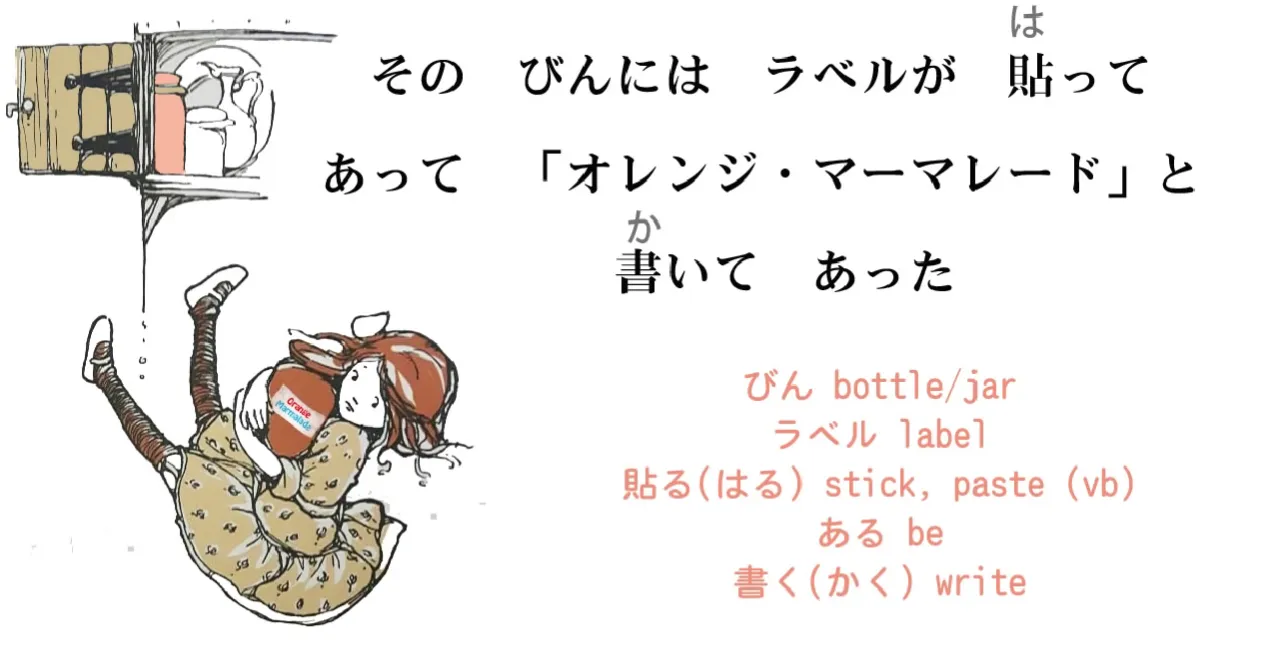 は
その　びんには　ラベルが　貼って
あって　「オレンジ・マーマレード」と
か
書いて　あった
Orange
Marmalada
びん bottle/jar
ラベル label
貼る(はる) stick, paste (vb)
ある be
書く(かく) write